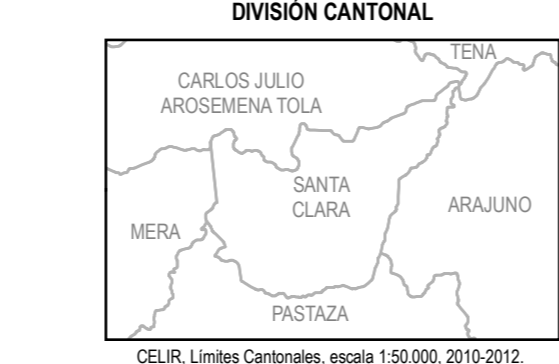 DIVISIÓN CANTONAL
TENA
CARLOS JULIO
AROSEMENA TOLA
SANTA
CLARA
ARAJUNO
MERA
PASTAZA
CELIR, Límites Cantonales, escala 1:50.000, 2010-2012.